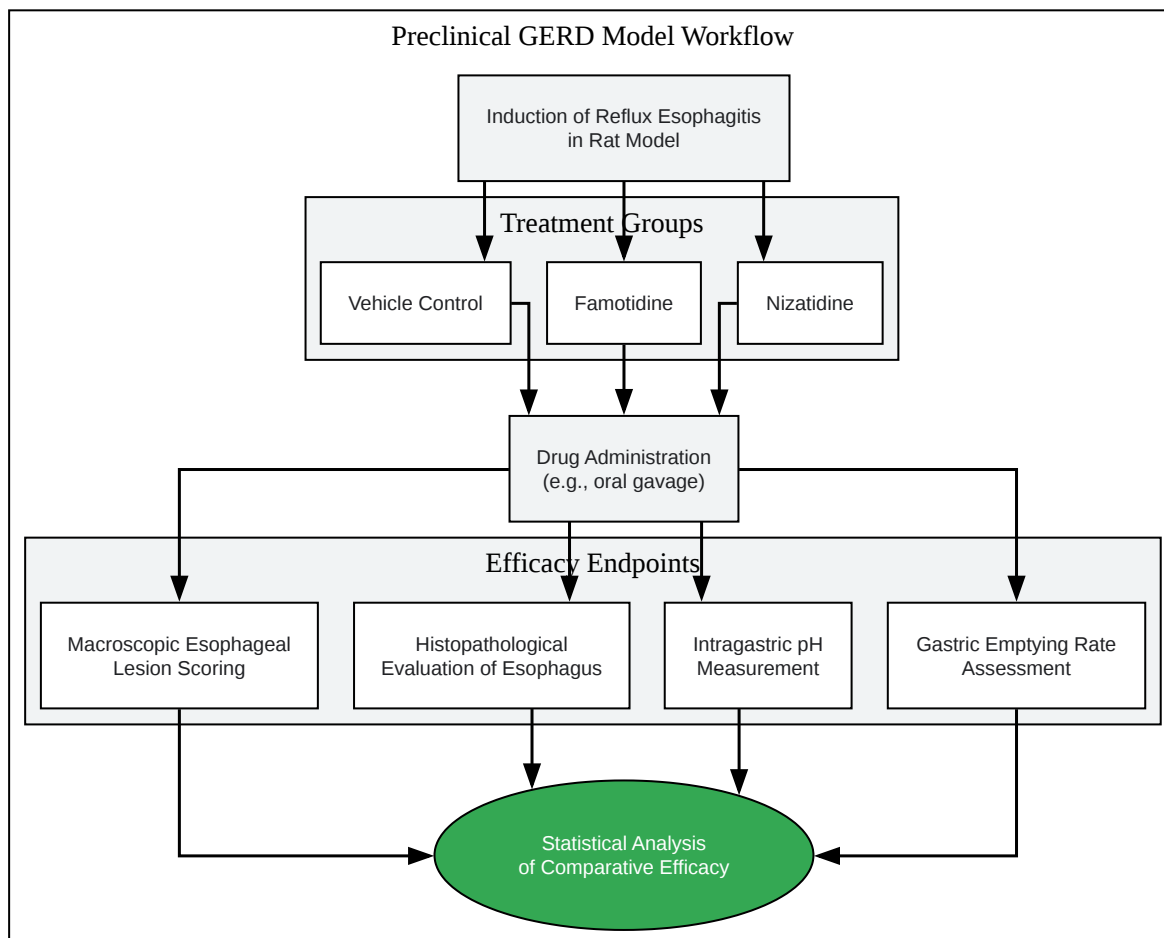 Preclinical GERD Model Workflow
Induction of Reflux Esophagitis
in Rat Model
Treatment Groups
Vehicle Control
Famotidine
Nizatidine
Drug Administration
(e.g., oral gavage)
Efficacy Endpoints
Macroscopic Esophageal
Lesion Scoring
Histopathological
Evaluation of Esophagus
Intragastric pH
Measurement
Gastric Emptying Rate
Assessment
Statistical Analysis
of Comparative Efficacy